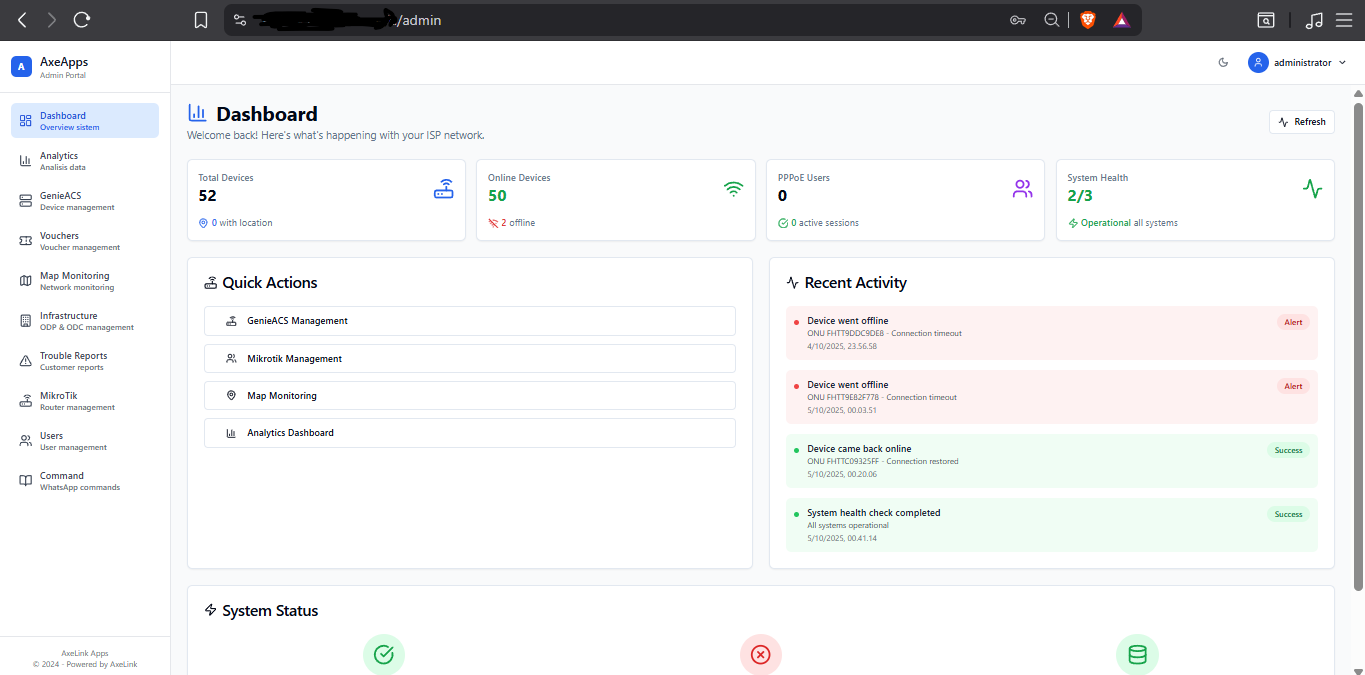 /admin
A
AxeApps
Admin Portal
administrator
Dashboard
Overview sistem
Analytics
Analisis data
GenieACS
Device management
Vouchers
Voucher management
Map Monitoring
Network monitoring
Infrastructure
ODP & ODC management
Trouble Reports
Customer reports
MikroTik
Router management
Users
User management
Command
WhatsApp commands
AxeLink Apps
© 2024 - Powered by AxeLink
Dashboard
Welcome back! Here's what's happening with your ISP network.
Refresh
Total Devices
52
0 with location
Online Devices
50
2 offline
PPPoE Users
0
0 active sessions
System Health
2/3
Operational all systems
Quick Actions
GenieACS Management
Mikrotik Management
Map Monitoring
Analytics Dashboard
Recent Activity
Device went offline
Alert
ONU FHTT9DDC9DE8 - Connection timeout
4/10/2025, 23.56.58
Device went offline
Alert
ONU FHTT9E82F778 - Connection timeout
5/10/2025, 00.03.51
Device came back online
Success
ONU FHTTC09325FF - Connection restored
5/10/2025, 00.20.06
System health check completed
Success
All systems operational
5/10/2025, 00.41.14
System Status